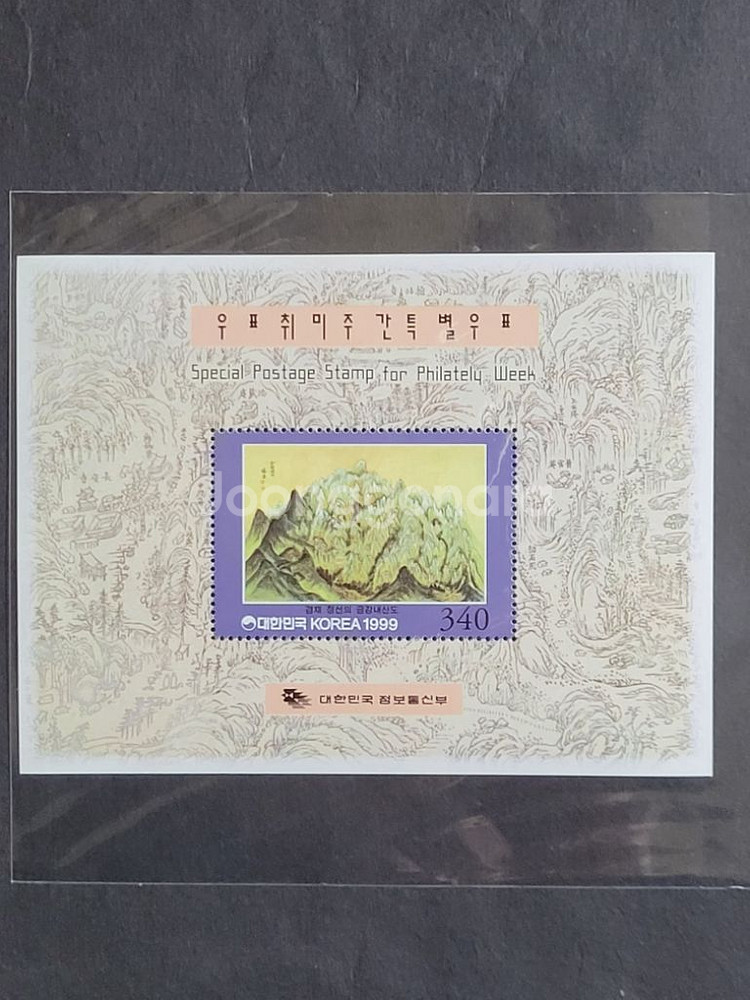 우표취미주간특별우표
Special Postage Stamp for Philately Week
Joonggonara
겸재 정선의 금강내산도
대한민국 KOREA 1999
340
대한민국 정보통신부